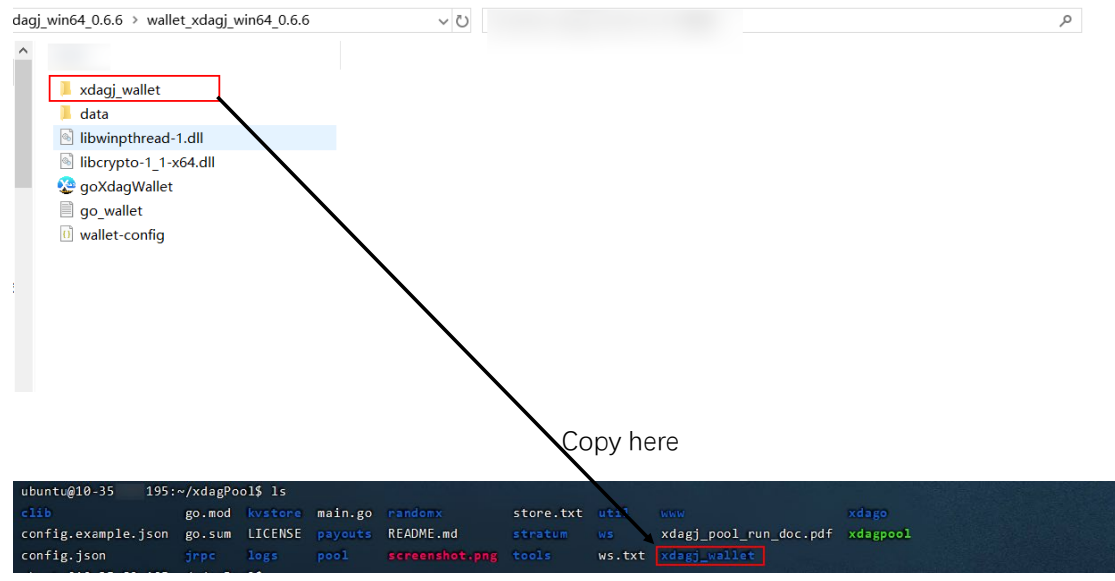 dagj_win64_0.6.6 > wallet_xdagj_win64_0.6.6
xdagj_wallet
data
libwinpthread-1.dll
libcrypto-1_1-x64.dll
goXdagWallet
go_wallet
wallet-config
Copy here
ubuntu@10-35 195:~/xdagPool$ ls
clib go.mod kvstore main.go randomx store.txt util www xdago
config.example.json go.sum LICENSE payouts README.md stratum ws xdagj_pool_run_doc.pdf xdagpool
config.json jrpc logs pool screenshot.png tools ws.txt xdagj_wallet